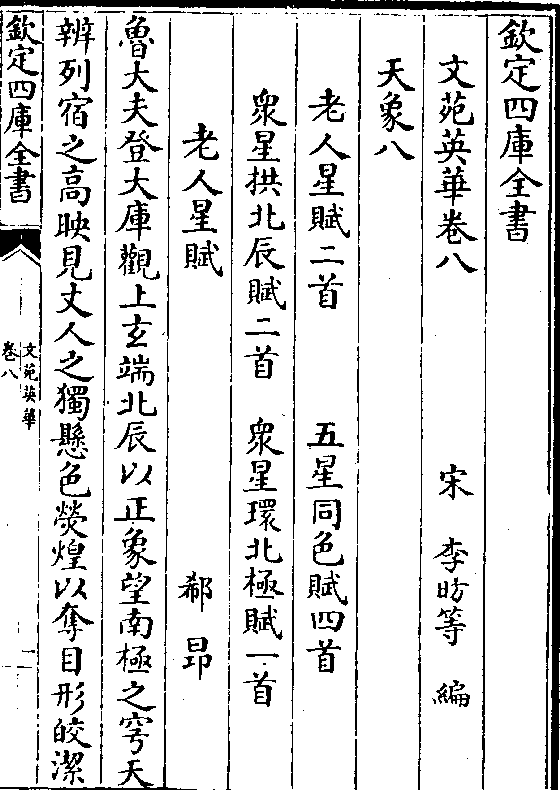 欽定四庫全書
文苑英華卷八 宋 李昉等 編
天象八
老人星賦二首 五星同色賦四首
衆星拱北辰賦二首 衆星環北極賦一首
老人星賦 郗昂
魯大夫登大庫觀上玄端北辰以正象望南極之穹天
辨列宿之高映見丈人之獨懸色熒煌以奪目形皎潔
欽定四庫全書
文苑英華
卷八
一